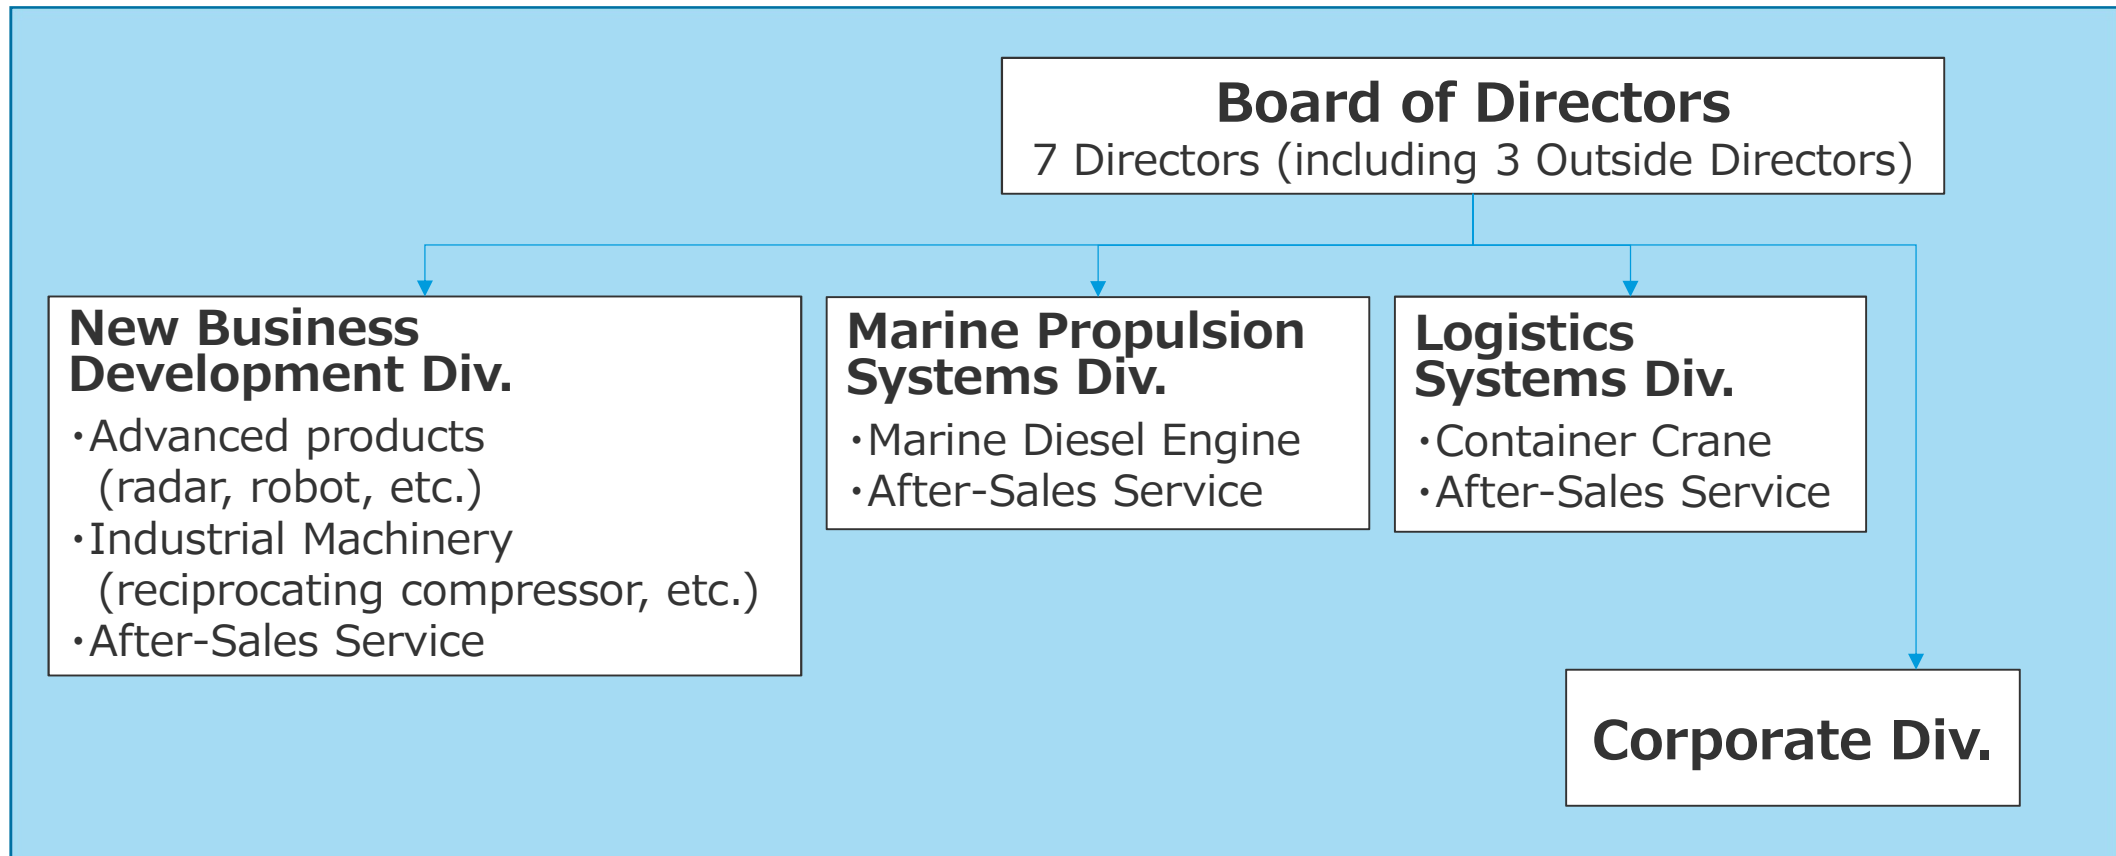 Board of Directors
7 Directors (including 3 Outside Directors)
New Business
Development Div.
・Advanced products
(radar, robot, etc.)
・Industrial Machinery
(reciprocating compressor, etc.)
・After-Sales Service
Marine Propulsion
Systems Div.
・Marine Diesel Engine
・After-Sales Service
Logistics
Systems Div.
・Container Crane
・After-Sales Service
Corporate Div.